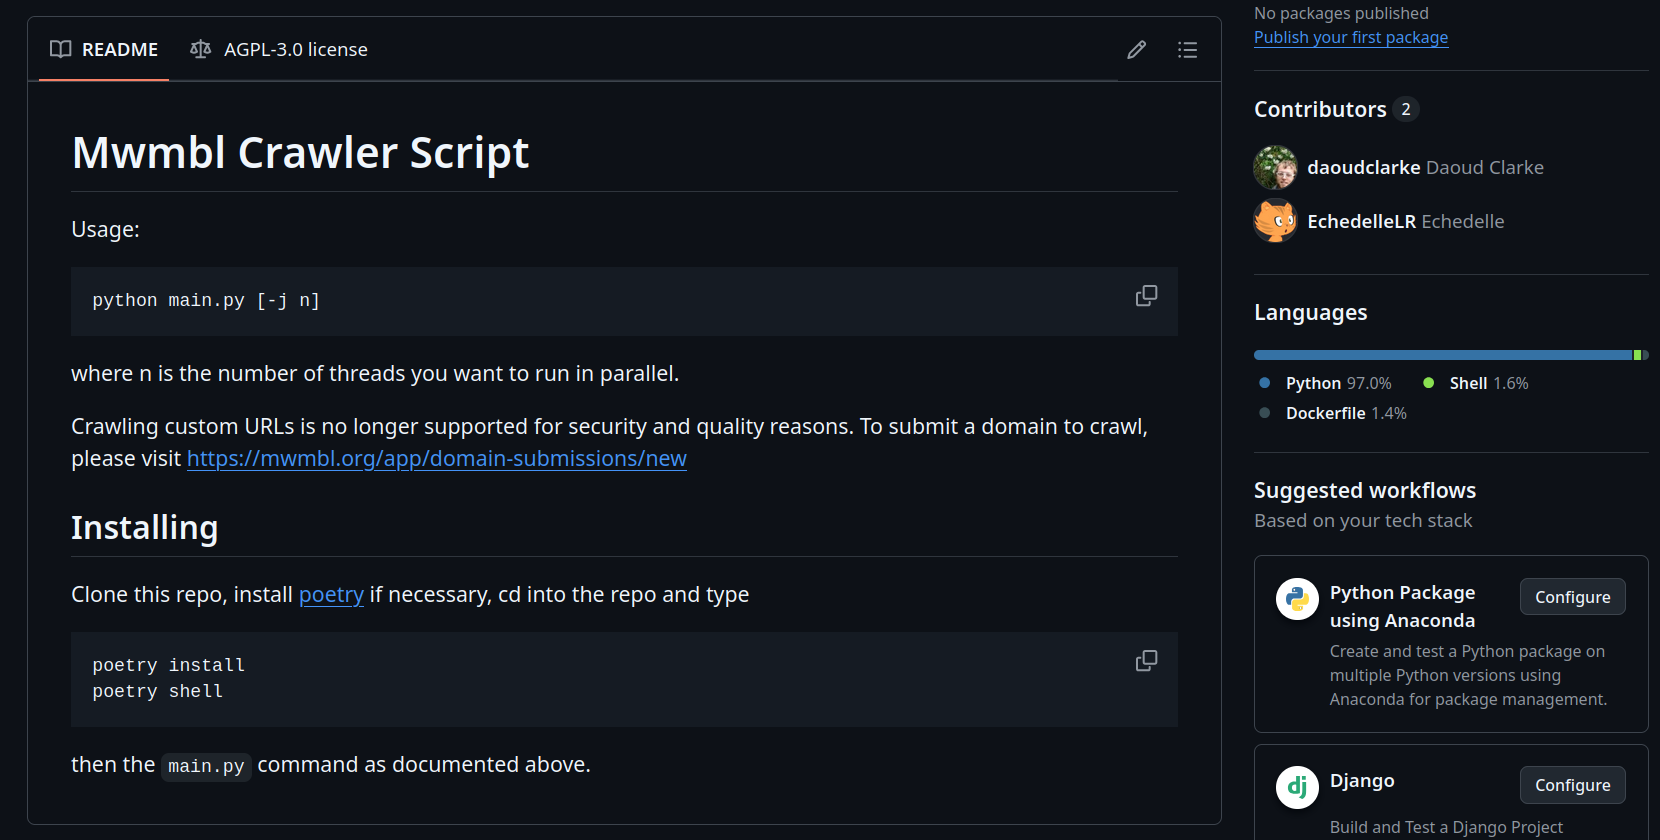 README
AGPL-3.0 license
Mwmbl Crawler Script
Usage:
python main.py [-j n]
where n is the number of threads you want to run in parallel.
Crawling custom URLs is no longer supported for security and quality reasons. To submit a domain to crawl,
please visit https://mwmbl.org/app/domain-submissions/new
Installing
Clone this repo, install poetry if necessary, cd into the repo and type
poetry install
poetry shell
then the main.py command as documented above.
No packages published
Publish your first package
Contributors 2
daoudclarke Daoud Clarke
EchedelleLR Echedelle
Languages
Python 97.0%
Shell 1.6%
Dockerfile 1.4%
Suggested workflows
Based on your tech stack
Python Package
using Anaconda
Configure
Create and test a Python package on
multiple Python versions using
Anaconda for package management.
dj
Django
Configure
Build and Test a Django Project